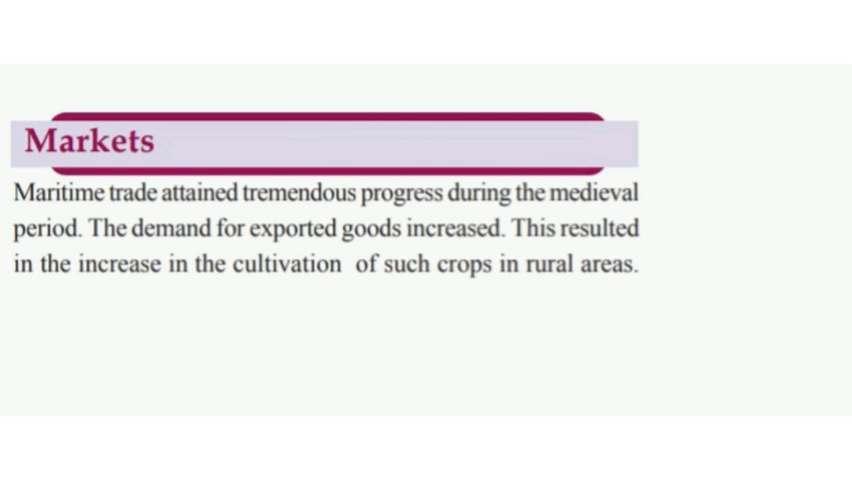 Markets
Maritime trade attained tremendous progress during the medieval
period. The demand for exported goods increased. This resulted
in the increase in the cultivation of such crops in rural areas.